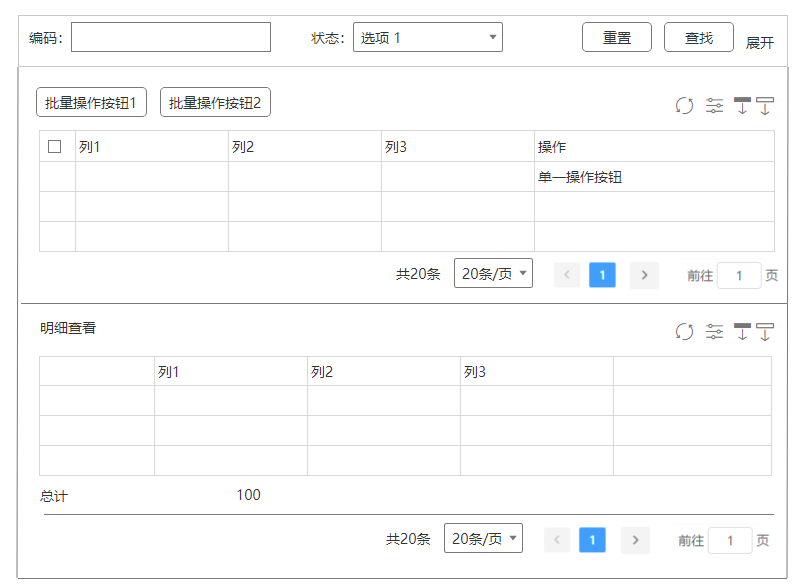 编码： 状态： 选项 1 重置 查找 展开
批量操作按钮1 批量操作按钮2
列1 列2 列3 操作
单一操作按钮
共20条 20条/页 1 前往 1 页
明细查看
列1 列2 列3
总计 100
共20条 20条/页 1 前往 1 页